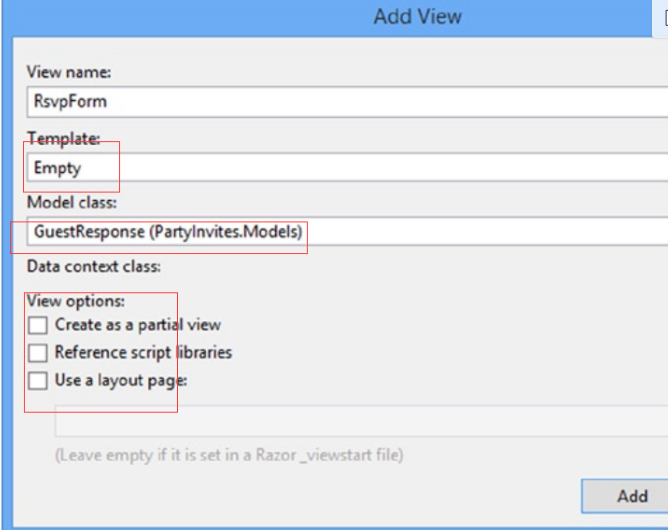 Add View
View name:
RsvpForm
Template:
Empty
Model class:
GuestResponse (PartyInvites.Models)
Data context class:
View options:
Create as a partial view
Reference script libraries
Use a layout page:
(Leave empty if it is set in a Razor _viewstart file)
Add